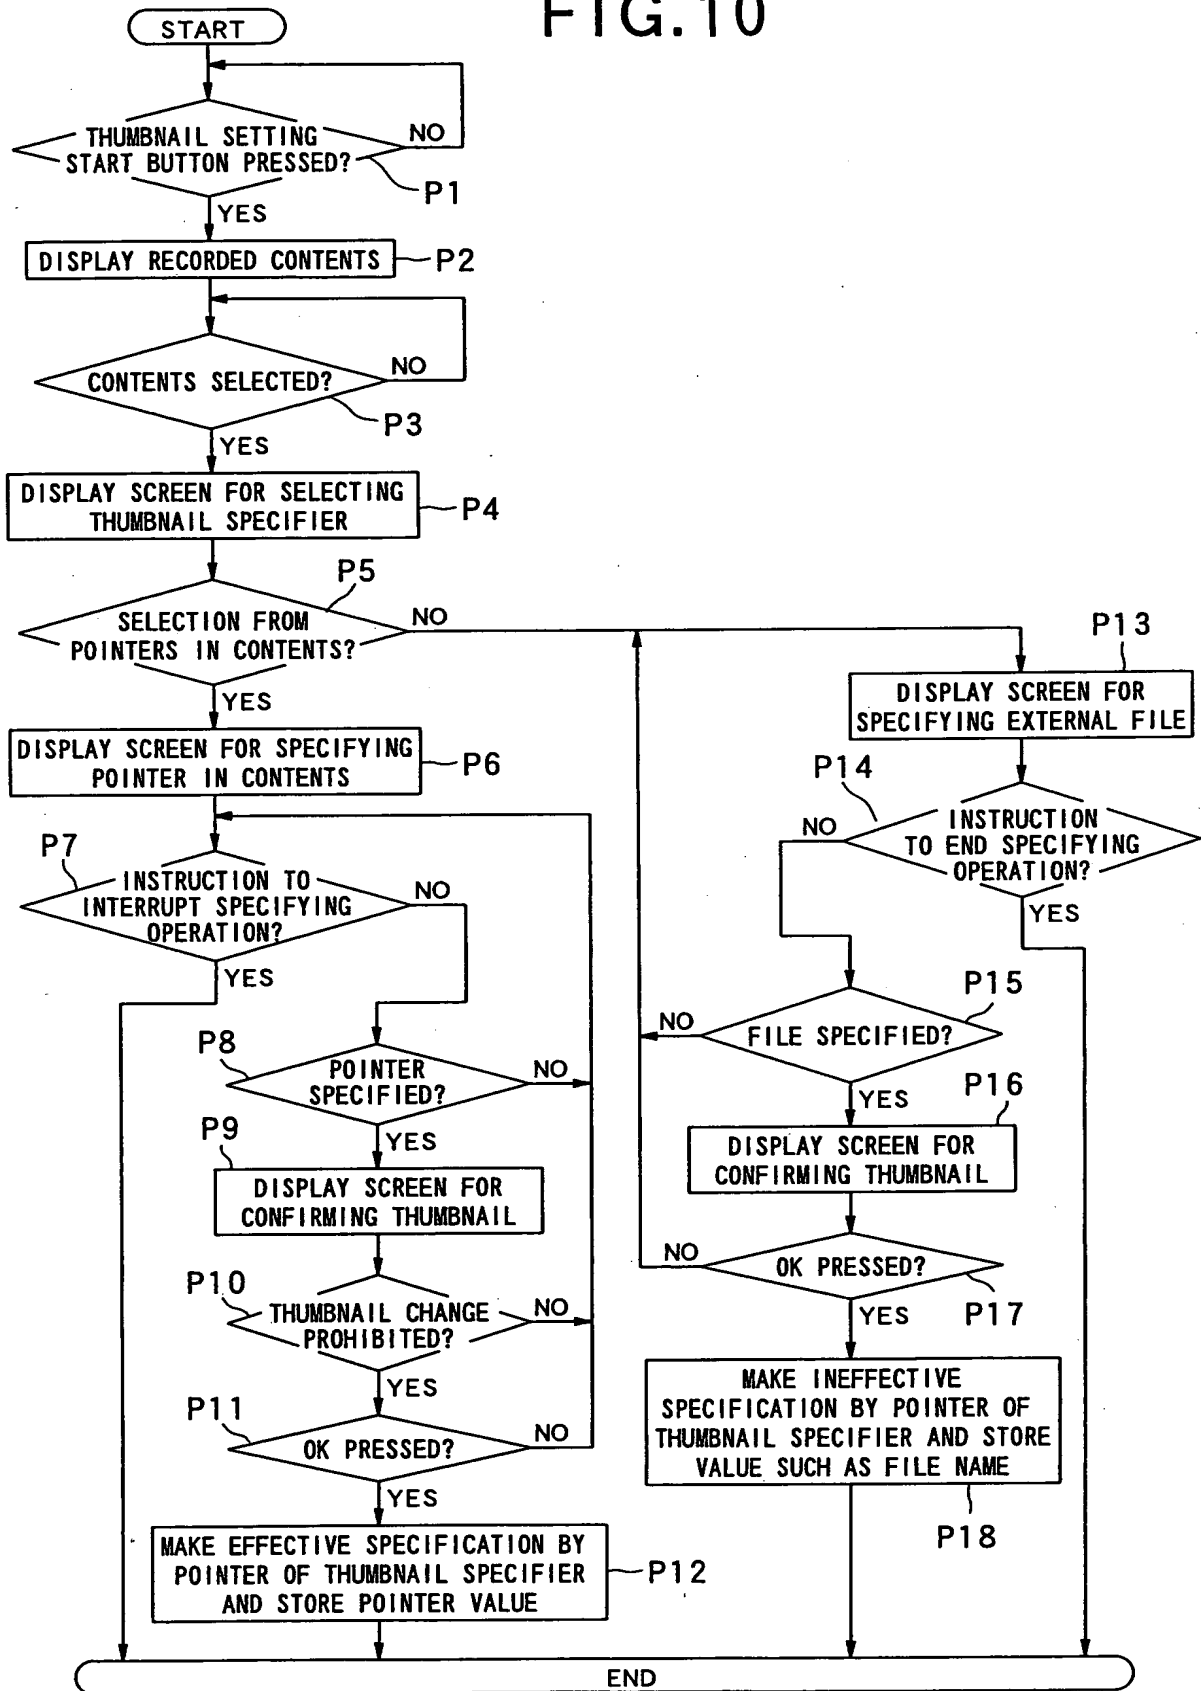 FIG.10
START
THUMBNAIL SETTING
START BUTTON PRESSED?
NO
P1
YES
DISPLAY RECORDED CONTENTS
P2
CONTENTS SELECTED?
NO
P3
YES
DISPLAY SCREEN FOR SELECTING
THUMBNAIL SPECIFIER
P4
P5
SELECTION FROM
POINTERS IN CONTENTS?
NO
YES
DISPLAY SCREEN FOR SPECIFYING
POINTER IN CONTENTS
P6
P7
INSTRUCTION TO
INTERRUPT SPECIFYING
OPERATION?
NO
YES
P8
POINTER
SPECIFIED?
NO
YES
P9
DISPLAY SCREEN FOR
CONFIRMING THUMBNAIL
P10
THUMBNAIL CHANGE
PROHIBITED?
NO
YES
P11
OK PRESSED?
NO
YES
MAKE EFFECTIVE SPECIFICATION BY
POINTER OF THUMBNAIL SPECIFIER
AND STORE POINTER VALUE
P12
P13
DISPLAY SCREEN FOR
SPECIFYING EXTERNAL FILE
P14
INSTRUCTION
TO END SPECIFYING
OPERATION?
NO
YES
P15
FILE SPECIFIED?
NO
YES
P16
DISPLAY SCREEN FOR
CONFIRMING THUMBNAIL
OK PRESSED?
NO
P17
YES
MAKE INEFFECTIVE
SPECIFICATION BY POINTER OF
THUMBNAIL SPECIFIER AND STORE
VALUE SUCH AS FILE NAME
P18
END